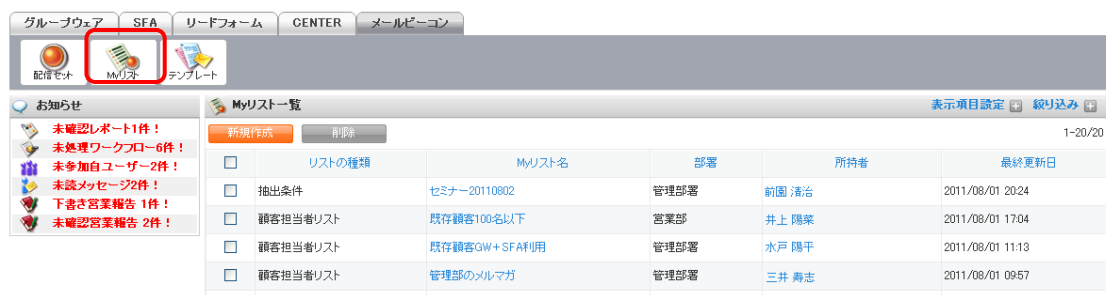 グループウェア SFA リードフォーム CENTER メールビーコン
配信セット Myリスト テンプレート
お知らせ
未確認レポート1件！
未処理ワークフロー6件！
未参加自ユーザー2件！
未読メッセージ2件！
下書き営業報告 1件！
未確認営業報告 2件！
Myリスト一覧 表示項目設定 絞り込み
新規作成 削除 1-20/20
リストの種類 Myリスト名 部署 所持者 最終更新日
抽出条件 セミナー20110802 管理部署 前園 清治 2011/08/01 20:24
顧客担当者リスト 既存顧客100名以下 営業部 井上 陽菜 2011/08/01 17:04
顧客担当者リスト 既存顧客GW+SFA利用 管理部署 水戸 陽平 2011/08/01 11:13
顧客担当者リスト 管理部のメルマガ 管理部署 三井 寿志 2011/08/01 09:57